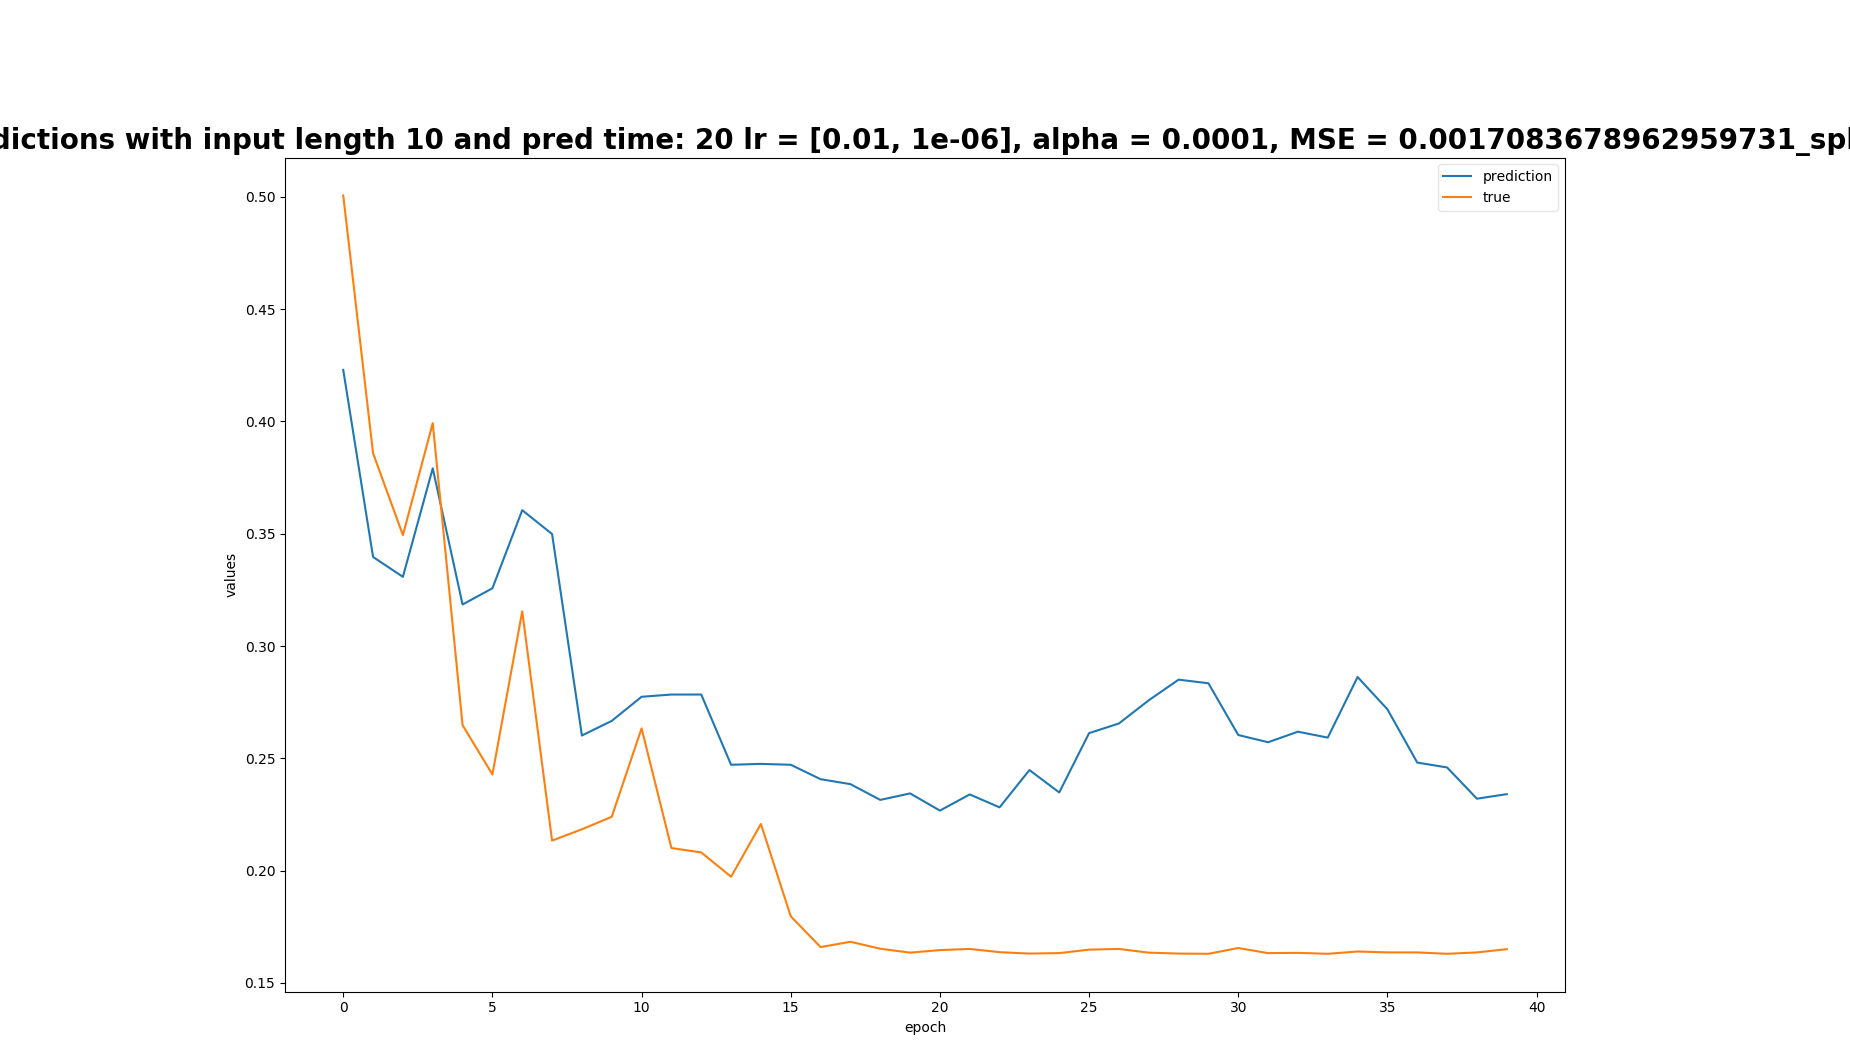 dictions with input length 10 and pred time: 20 lr = [0.01, 1e-06], alpha = 0.0001, MSE = 0.0017083678962959731_spl
prediction
true
0.50
0.45
0.40
0.35
0.30
0.25
0.20
0.15
values
0 5 10 15 20 25 30 35 40
epoch